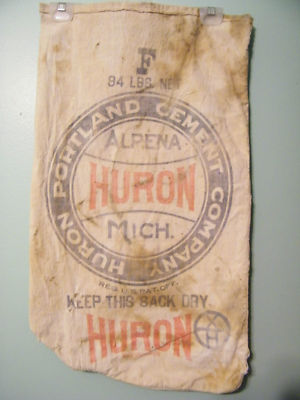 F
94 LBS. NET
HURON PORTLAND CEMENT COMPANY
ALPENA
HURON
MICH.
REG. U.S. PAT. OFF.
KEEP THIS SACK DRY
HURON H